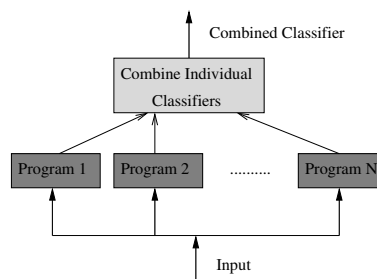 Combined Classifier
Combine Individual
Classifiers
Program 1
Program 2
..........
Program N
Input